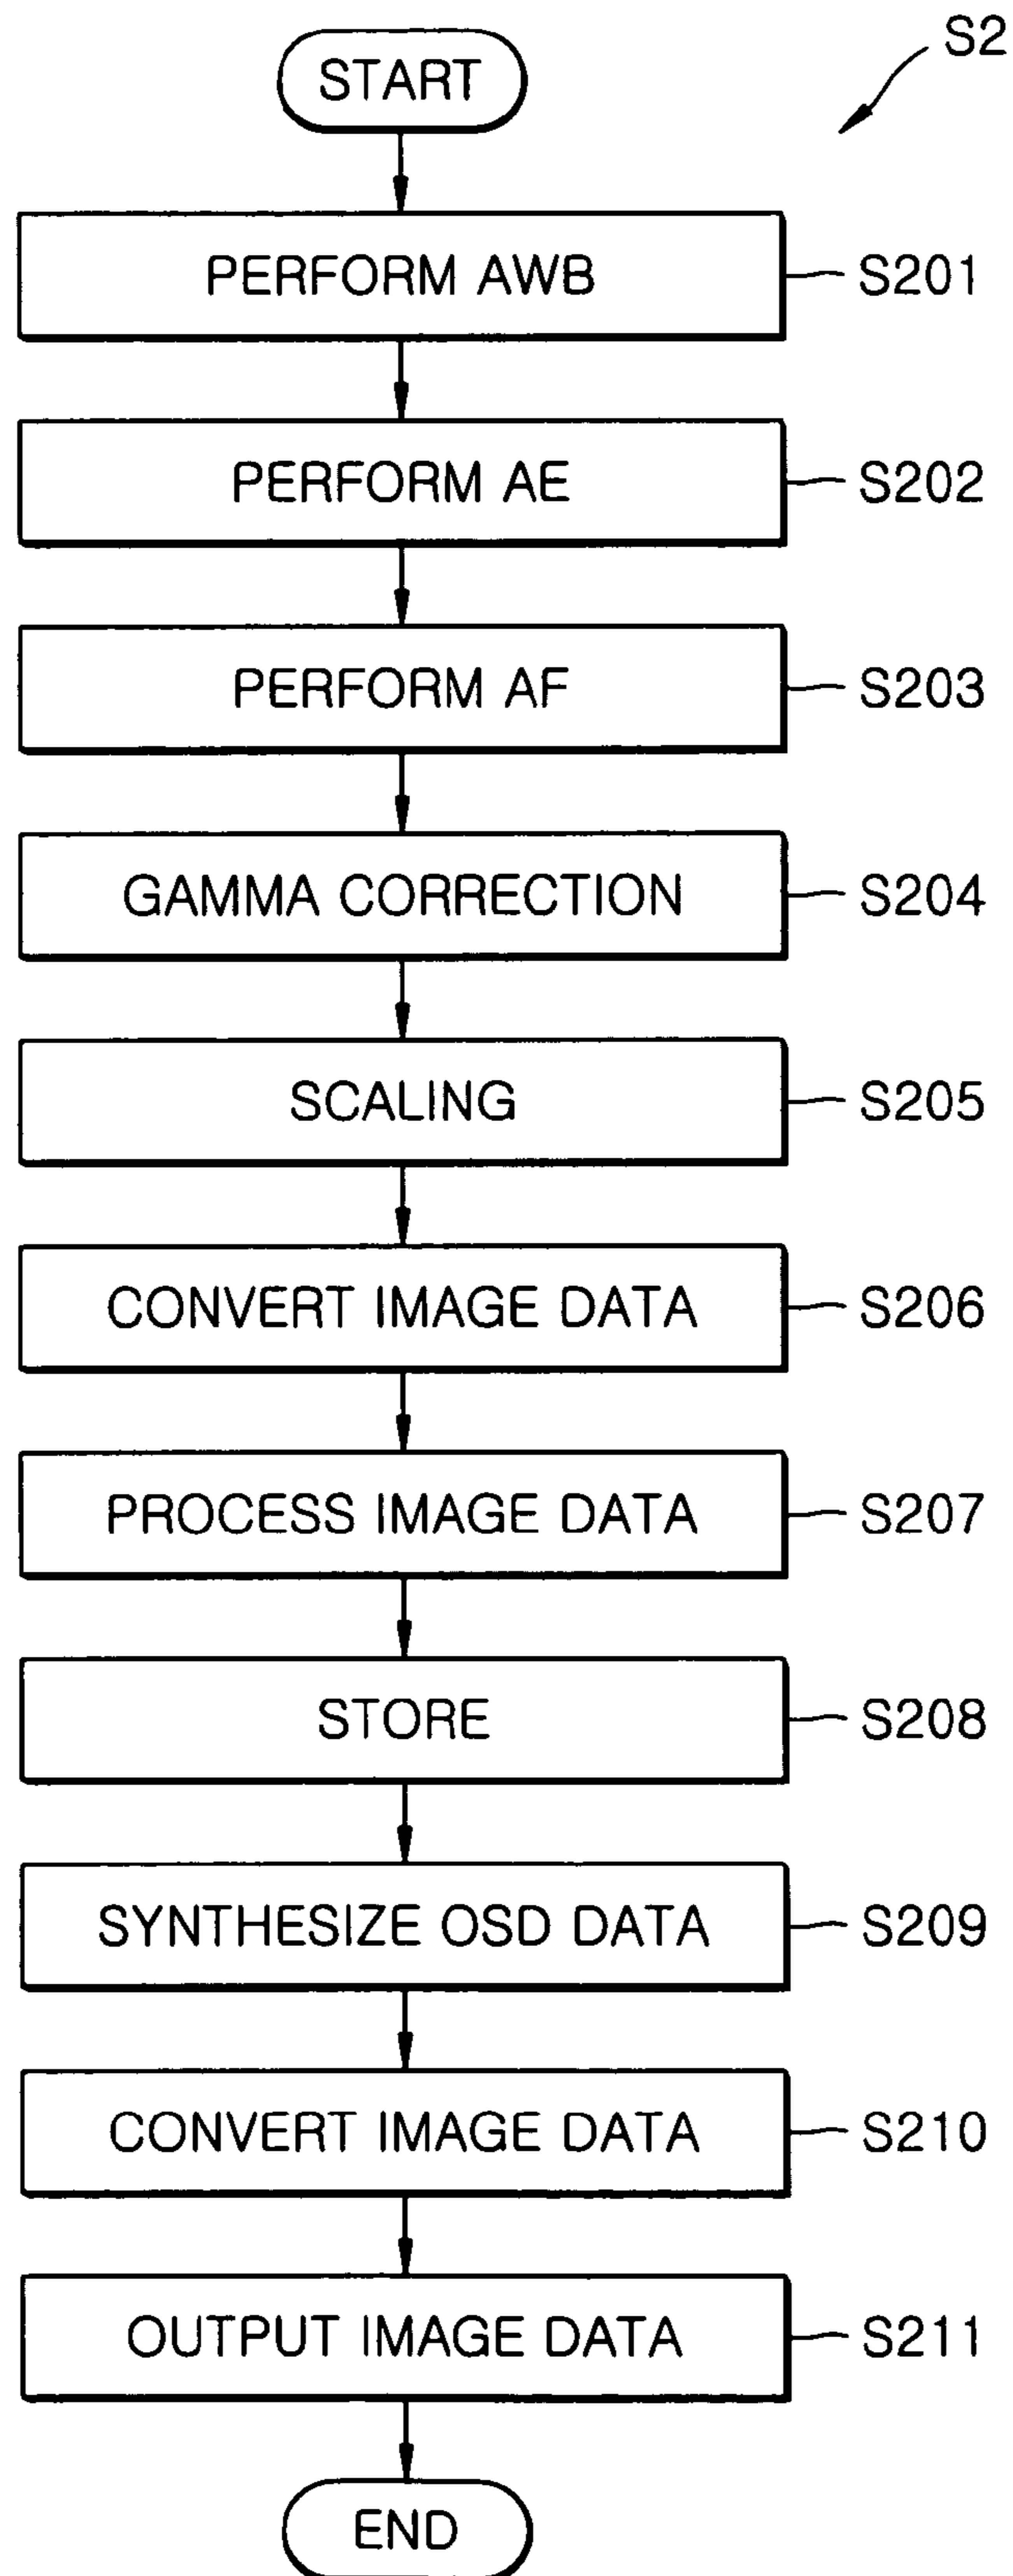 S2
START
PERFORM AWB
S201
PERFORM AE
S202
PERFORM AF
S203
GAMMA CORRECTION
S204
SCALING
S205
CONVERT IMAGE DATA
S206
PROCESS IMAGE DATA
S207
STORE
S208
SYNTHESIZE OSD DATA
S209
CONVERT IMAGE DATA
S210
OUTPUT IMAGE DATA
S211
END